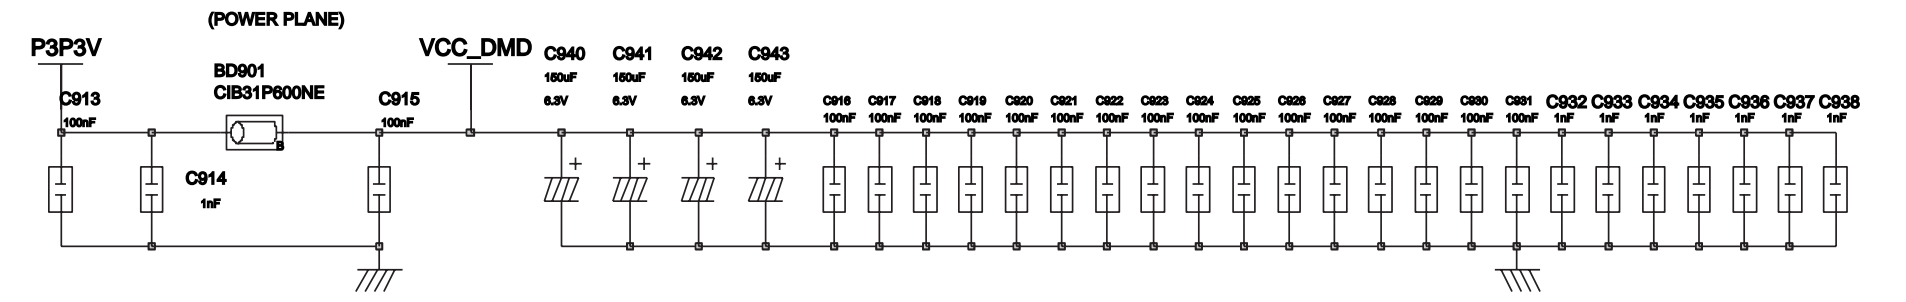 (POWER PLANE)
P3P3V
BD901
CIB31P600NE
C913
100nF
C914
1nF
C915
100nF
B
VCC_DMD
C940 C941 C942 C943
150uF 150uF 150uF 150uF
6.3V 6.3V 6.3V 6.3V
C916 C917 C918 C919 C920 C921 C922 C923 C924 C925 C926 C927 C928 C929 C930 C931 C932 C933 C934 C935 C936 C937 C938
100nF 100nF 100nF 100nF 100nF 100nF 100nF 100nF 100nF 100nF 100nF 100nF 100nF 100nF 100nF 100nF 1nF 1nF 1nF 1nF 1nF 1nF 1nF
+ + + +